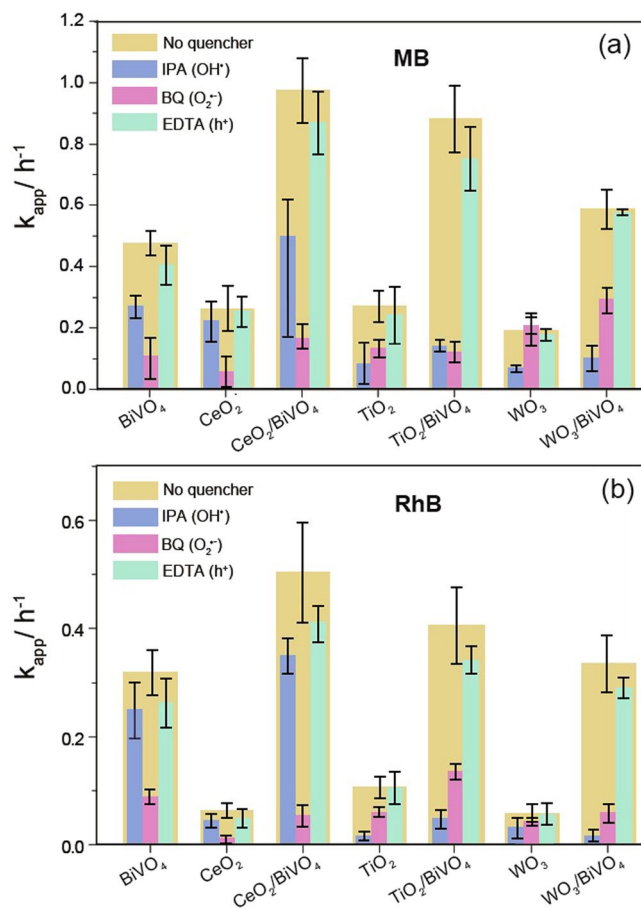 (a)
MB
No quencher
IPA (OH•)
BQ (O₂•-)
EDTA (h⁺)
kapp/ h⁻¹
1.2
1.0
0.8
0.6
0.4
0.2
0.0
BiVO₄
CeO₂
CeO₂/BiVO₄
TiO₂
TiO₂/BiVO₄
WO₃
WO₃/BiVO₄
(b)
RhB
No quencher
IPA (OH•)
BQ (O₂•-)
EDTA (h⁺)
kapp/ h⁻¹
0.6
0.4
0.2
0.0
BiVO₄
CeO₂
CeO₂/BiVO₄
TiO₂
TiO₂/BiVO₄
WO₃
WO₃/BiVO₄